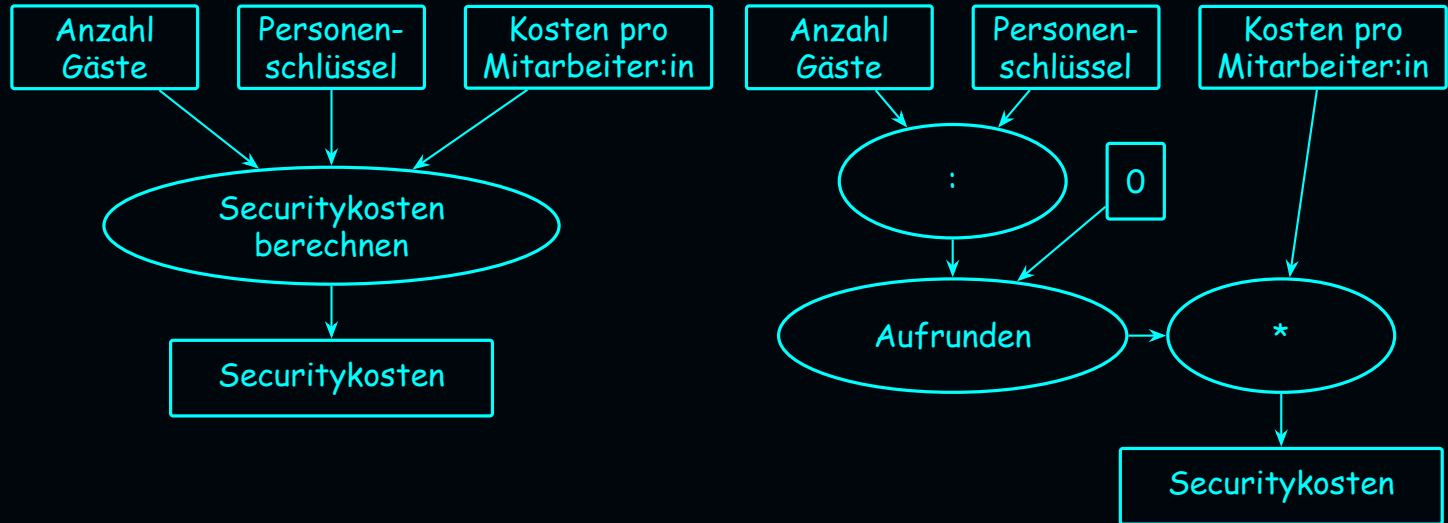 Anzahl
Gäste
Personen-
schlüssel
Kosten pro
Mitarbeiter:in
Securitykosten
berechnen
Securitykosten
Anzahl
Gäste
Personen-
schlüssel
Kosten pro
Mitarbeiter:in
:
0
Aufrunden
*
Securitykosten